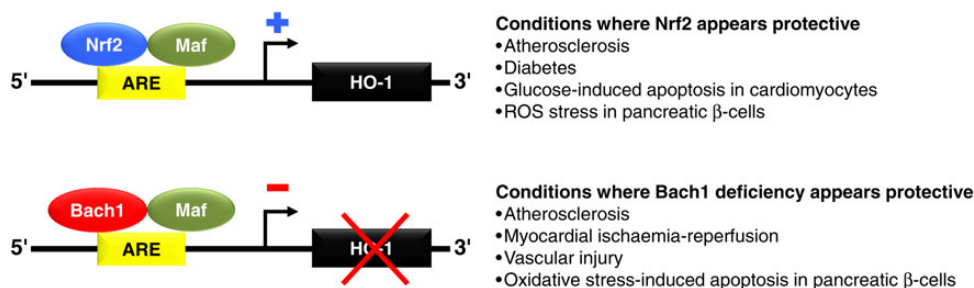 Nrf2 Maf + Conditions where Nrf2 appears protective
•Atherosclerosis
•Diabetes
5' ARE HO-1 3'
•Glucose-induced apoptosis in cardiomyocytes
•ROS stress in pancreatic β-cells
Bach1 Maf – Conditions where Bach1 deficiency appears protective
•Atherosclerosis
•Myocardial ischaemia-reperfusion
5' ARE HO-1 3'
•Vascular injury
•Oxidative stress-induced apoptosis in pancreatic β-cells